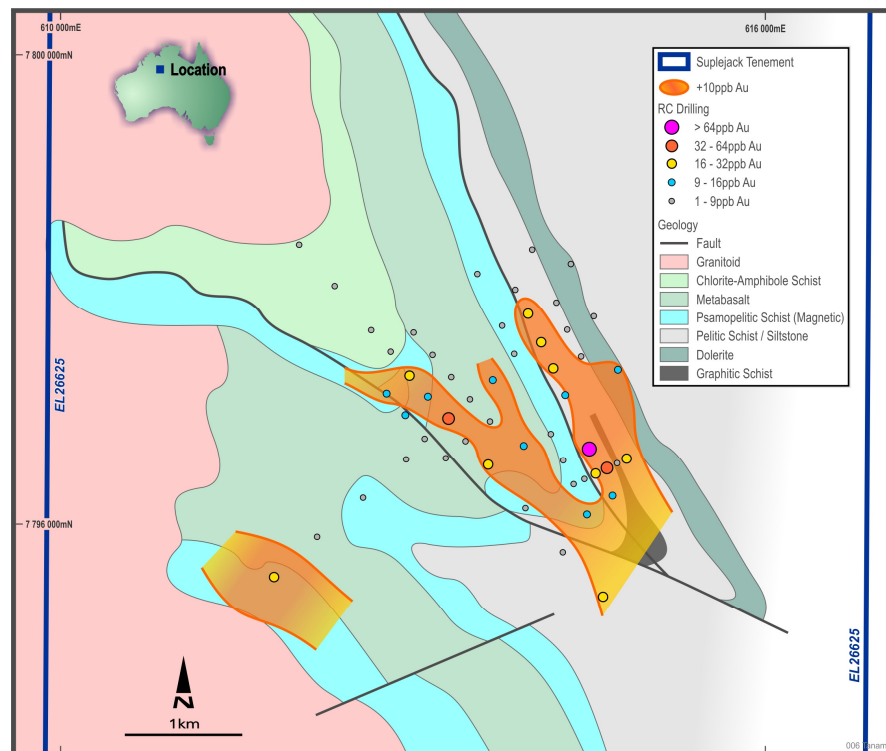 610 000mE
616 000mE
7 800 000mN
Location
Suplejack Tenement
+10ppb Au
RC Drilling
> 64ppb Au
32 - 64ppb Au
16 - 32ppb Au
9 - 16ppb Au
1 - 9ppb Au
Geology
Fault
Granitoid
Chlorite-Amphibole Schist
Metabasalt
Psamopelitic Schist (Magnetic)
Pelitic Schist / Siltstone
Dolerite
Graphitic Schist
EL26625
7 796 000mN
EL26625
N
1km
006 Tanam